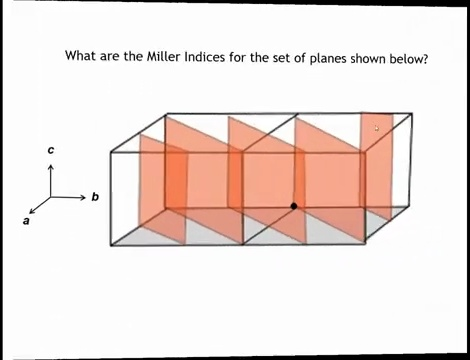 What are the Miller Indices for the set of planes shown below?
c
b
a